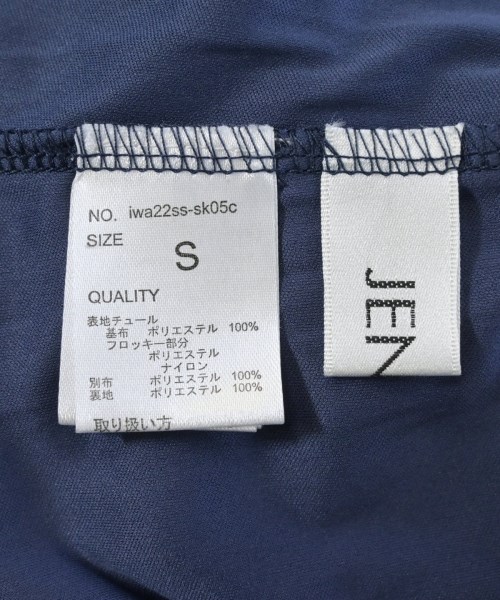 NO. iwa22ss-sk05c
SIZE
S
QUALITY
表地チュール
基布 ポリエステル 100%
フロッキー部分
ポリエステル
ナイロン
別布 ポリエステル 100%
裏地 ポリエステル 100%
取り扱い方
JEN